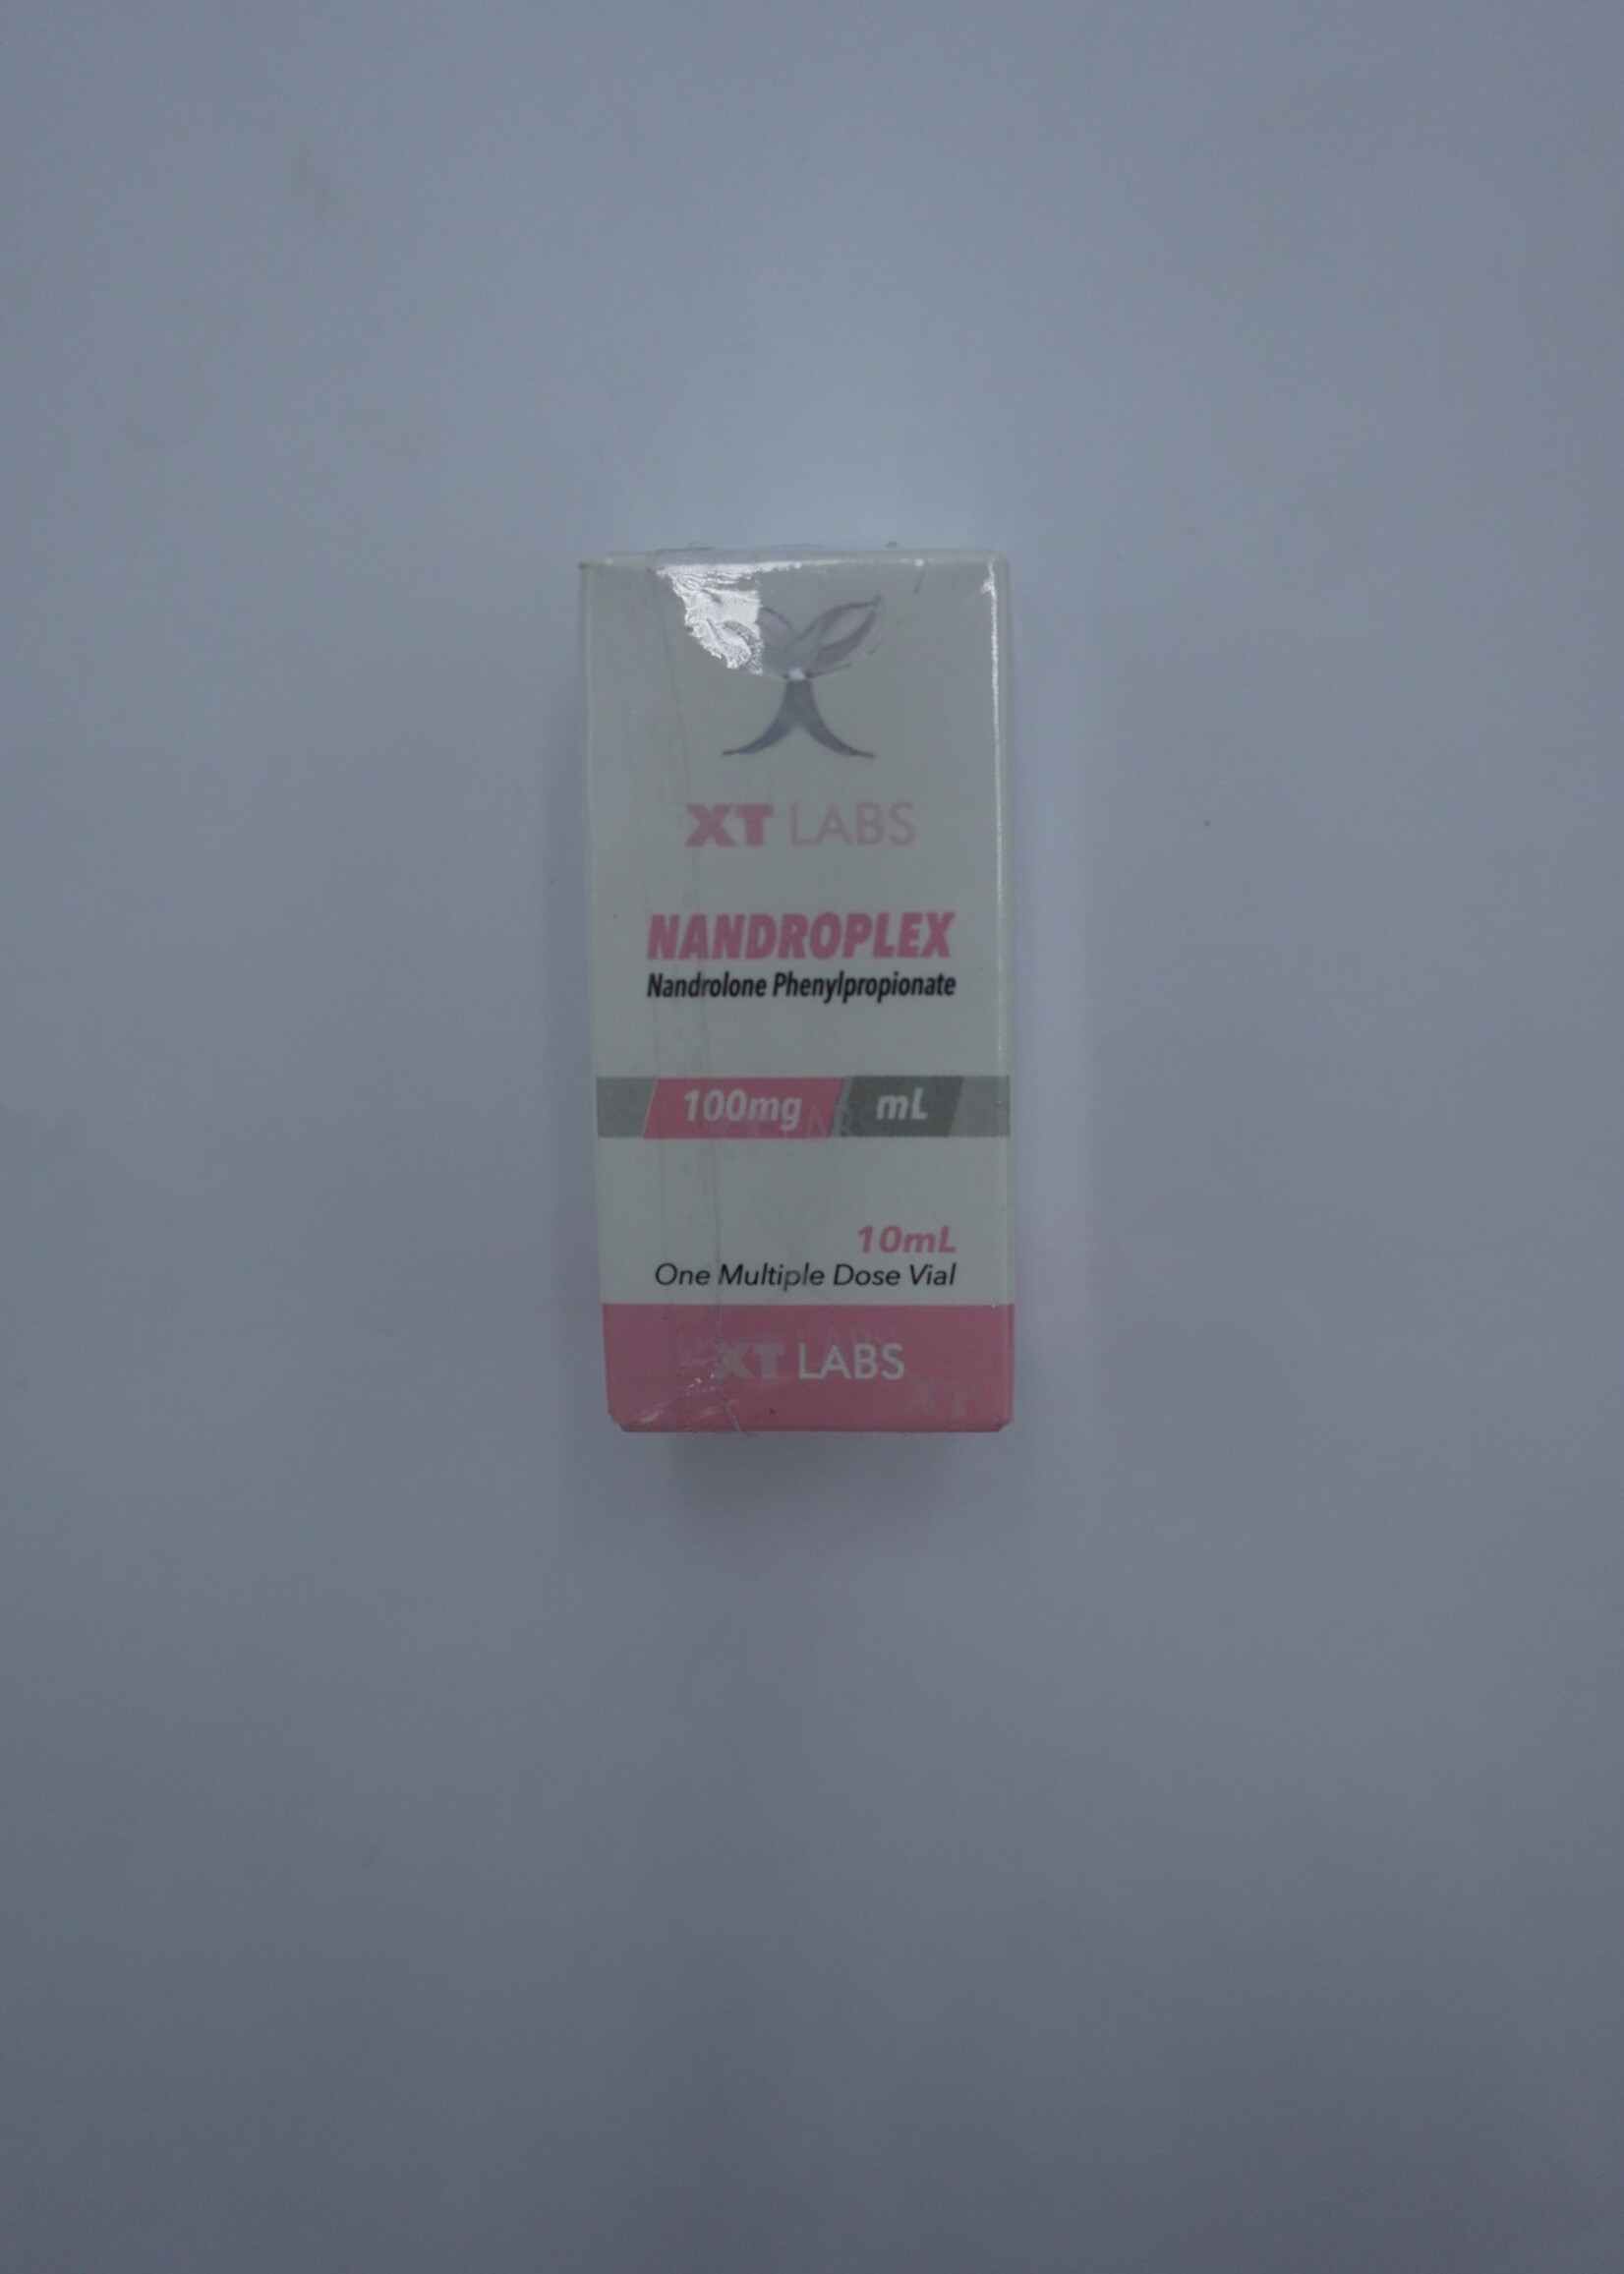 XT LABS
NANDROPLEX
Nandrolone Phenylpropionate
100mg mL
10mL
One Multiple Dose Vial
XT LABS